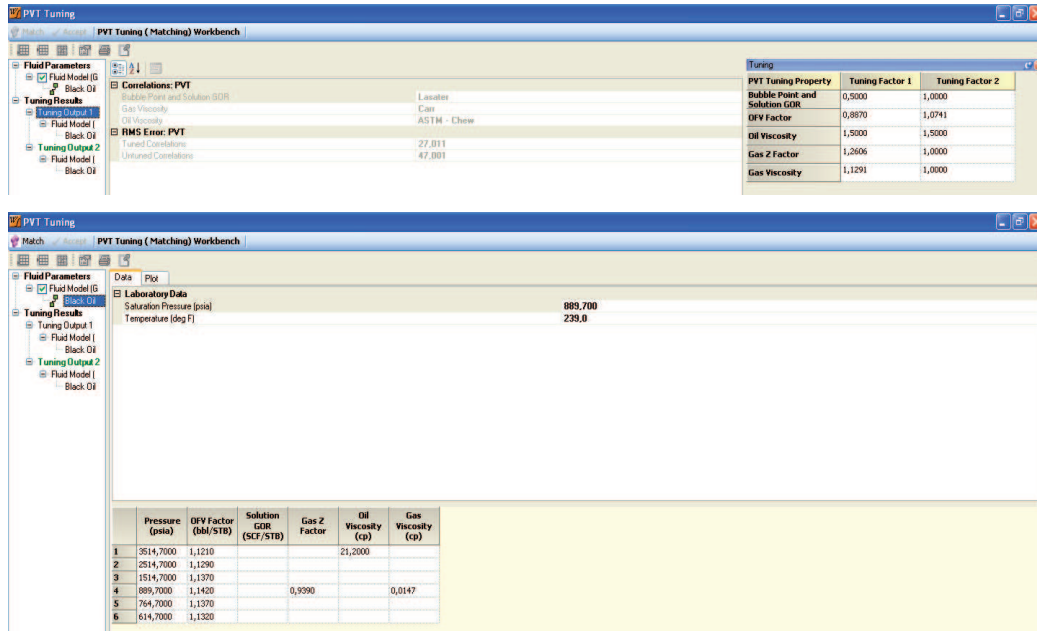 PVT Tuning
Match Accept PVT Tuning ( Matching) Workbench
Fluid Parameters
Fluid Model (G
Black Oil
Tuning Results
Tuning Output 1
Fluid Model (
Black Oil
Tuning Output 2
Fluid Model (
Black Oil
Correlations: PVT
Bubble Point and Solution GOR Lasater
Gas Viscosity Carr
Oil Viscosity ASTM - Chew
RMS Error: PVT
Tuned Correlations 27,011
Untuned Correlations 47,001
Tuning
PVT Tuning Property Tuning Factor 1 Tuning Factor 2
Bubble Point and Solution GOR 0,5000 1,0000
OFV Factor 0,8870 1,0741
Oil Viscosity 1,5000 1,5000
Gas Z Factor 1,2606 1,0000
Gas Viscosity 1,1291 1,0000
PVT Tuning
Match Accept PVT Tuning ( Matching) Workbench
Fluid Parameters
Fluid Model (G
Black Oil
Tuning Results
Tuning Output 1
Fluid Model (
Black Oil
Tuning Output 2
Fluid Model (
Black Oil
Data Plot
Laboratory Data
Saturation Pressure (psia) 889,700
Temperature (deg F) 239,0
Pressure (psia) OFV Factor (bbl/STB) Solution GOR (SCF/STB) Gas Z Factor Oil Viscosity (cp) Gas Viscosity (cp)
1 3514,7000 1,1210 21,2000
2 2514,7000 1,1290
3 1514,7000 1,1370
4 889,7000 1,1420 0,9390 0,0147
5 764,7000 1,1370
6 614,7000 1,1320